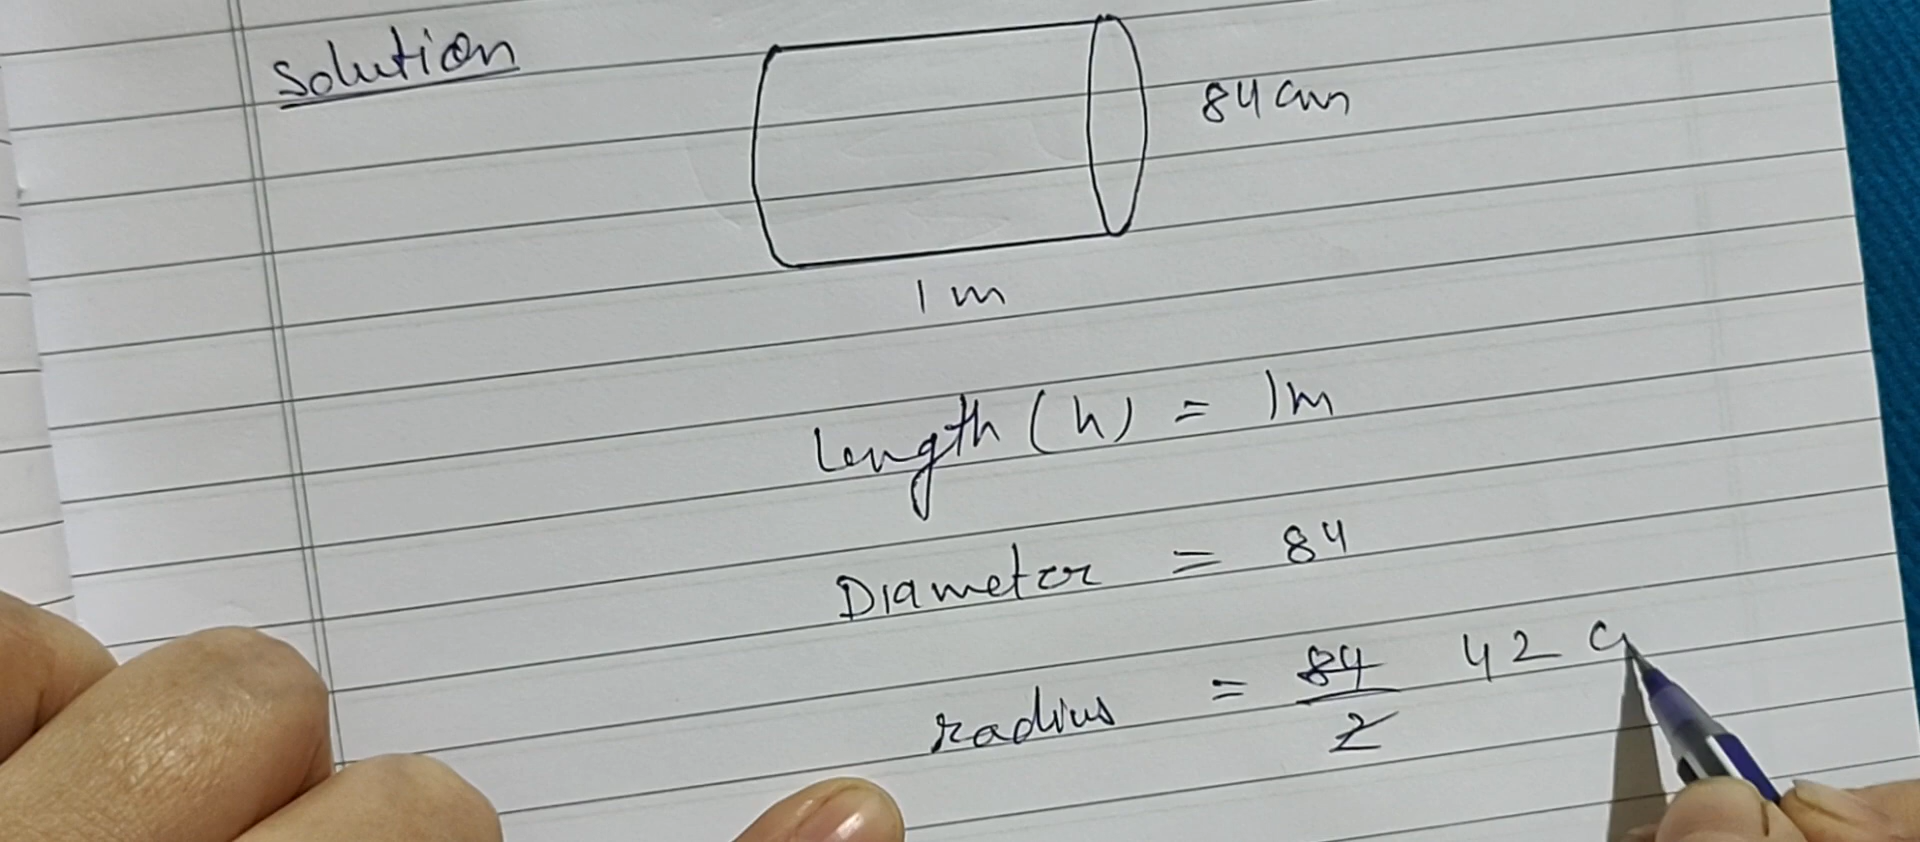 Solution
84 cm
1 m
Length (h) = 1m
Diameter = 84
radius = 84/2 42 c